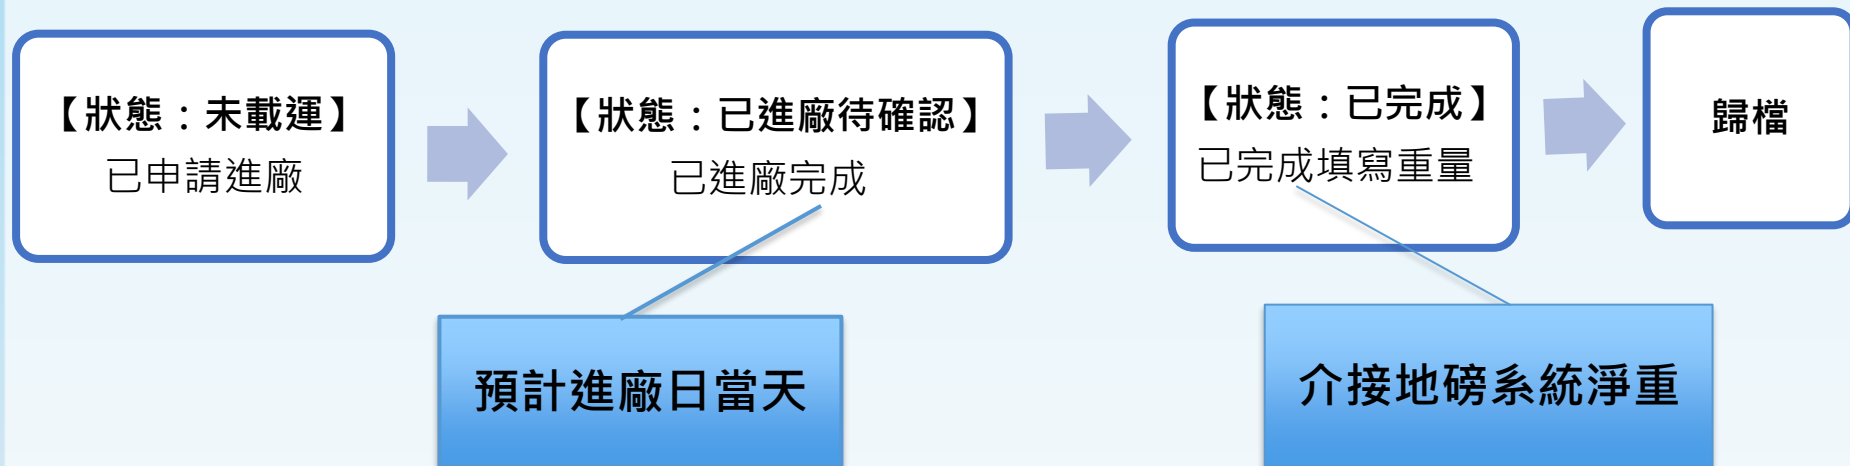 【狀態：未載運】
已申請進廠
【狀態：已進廠待確認】
已進廠完成
【狀態：已完成】
已完成填寫重量
歸檔
預計進廠日當天
介接地磅系統淨重